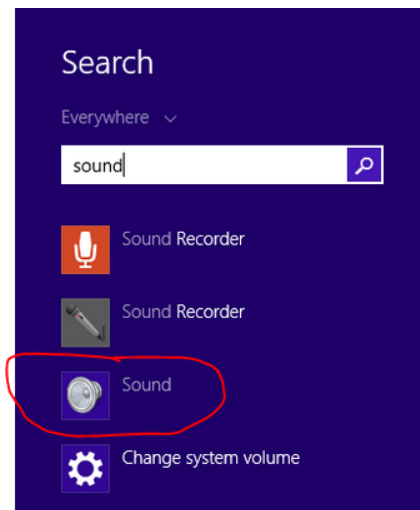 Search
Everywhere
sound
Sound Recorder
Sound Recorder
Sound
Change system volume